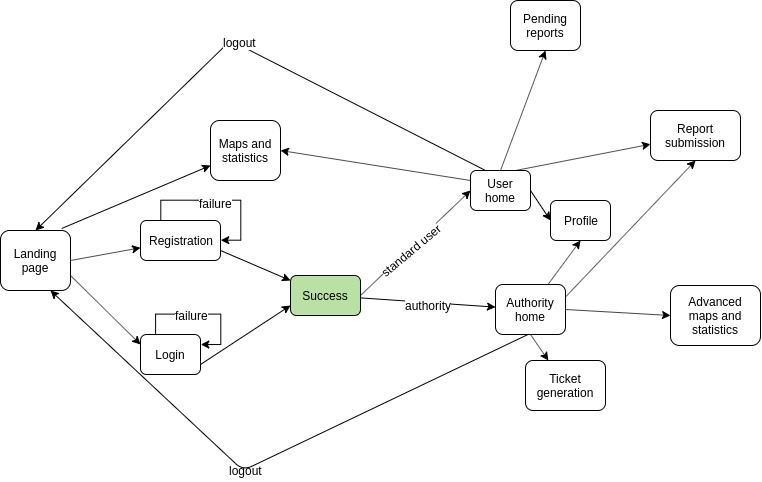 Pending
reports
logout
Maps and
statistics
Report
submission
User
home
failure
Profile
Registration
standard user
Landing
page
Success
authority
Authority
home
Advanced
maps and
statistics
failure
Login
Ticket
generation
logout